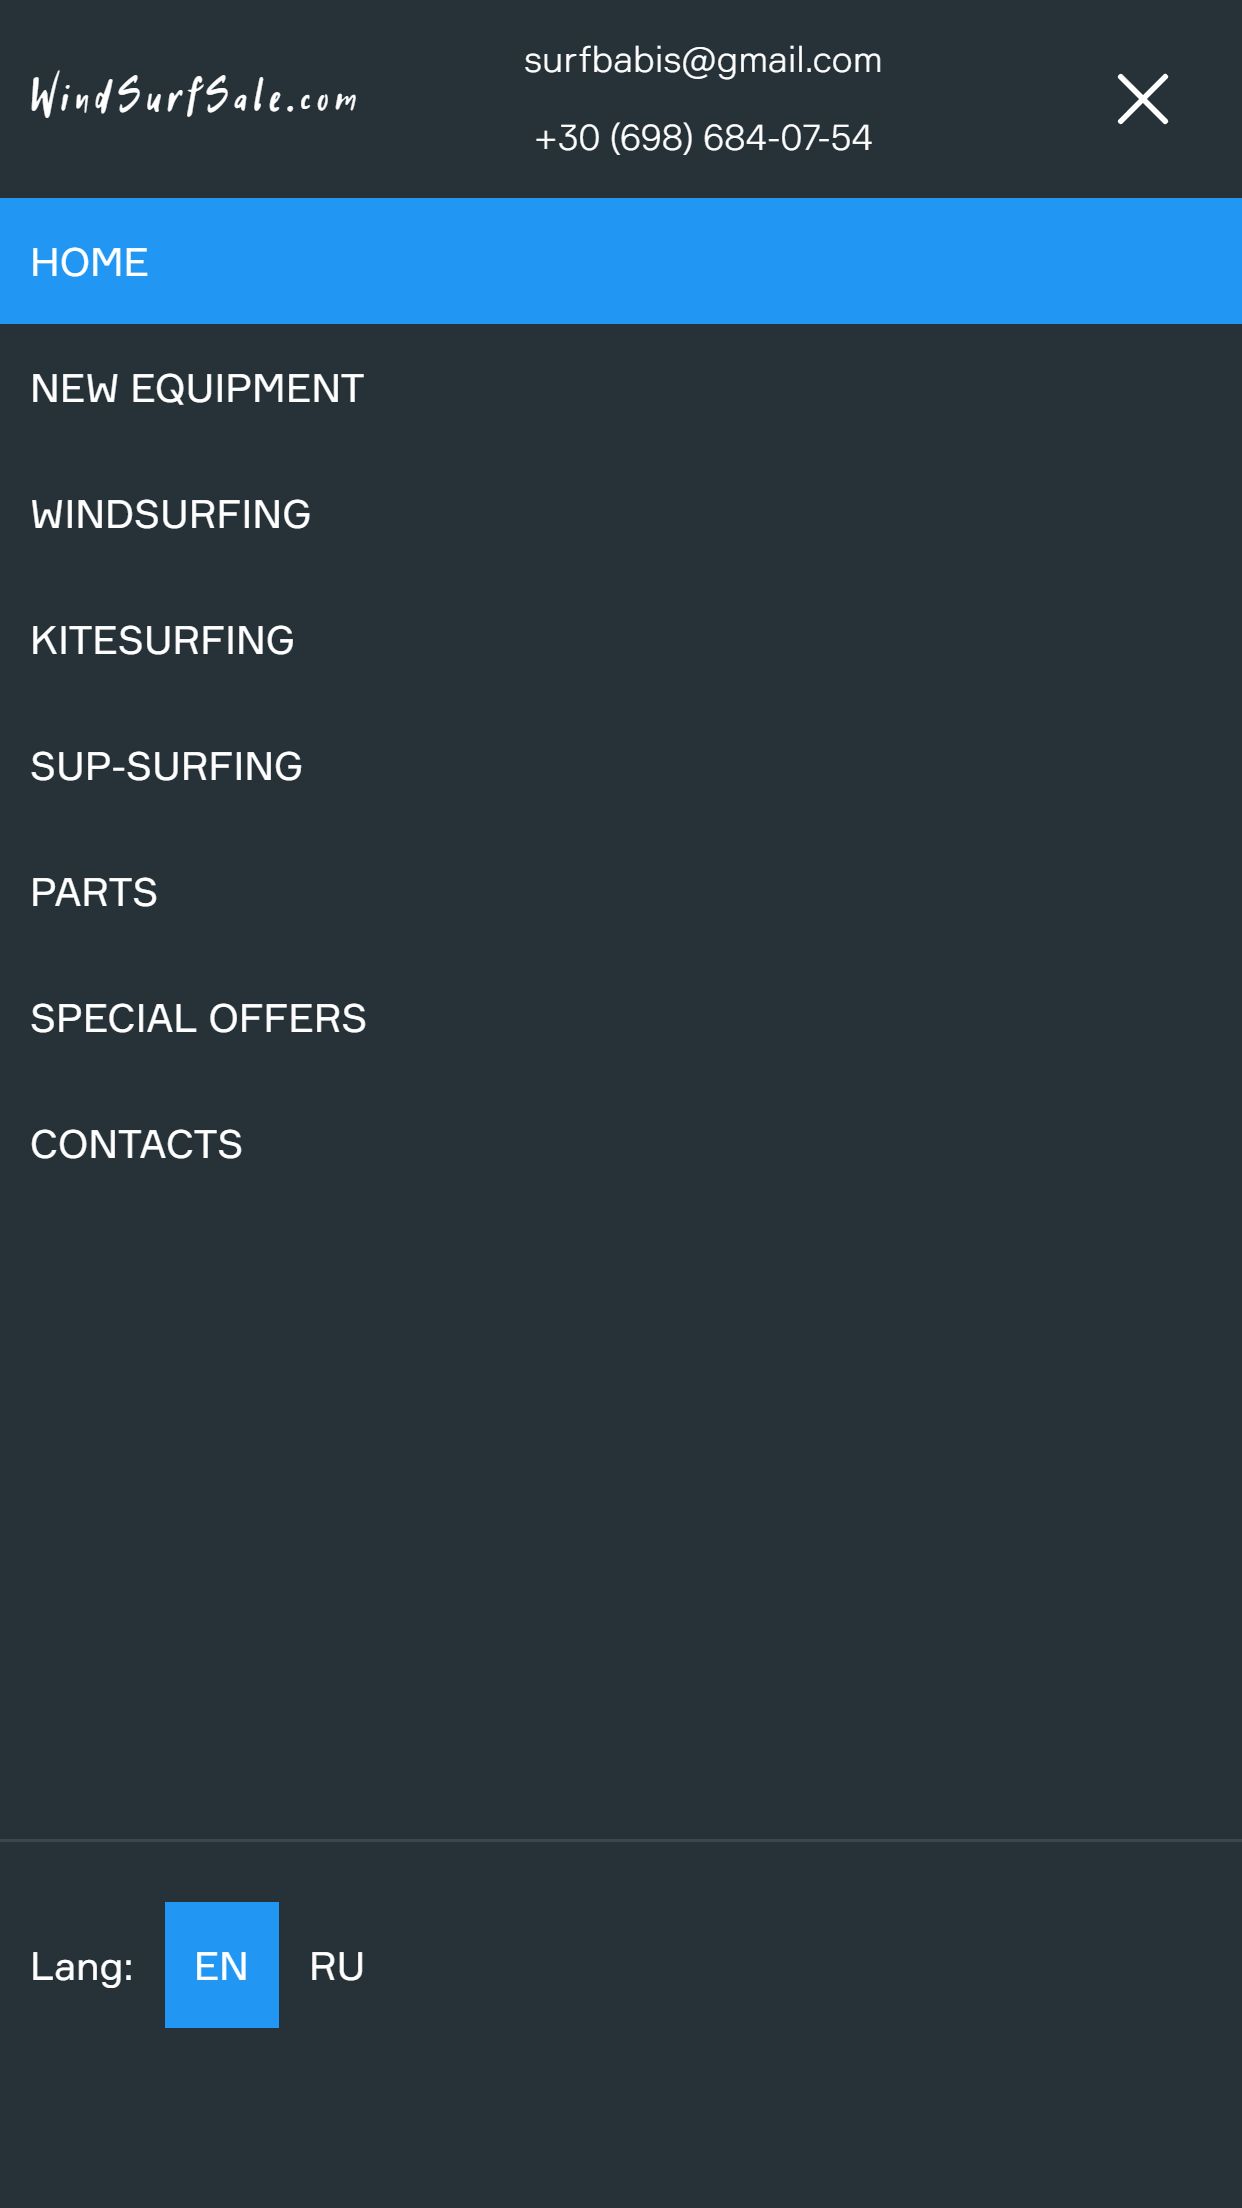 WindSurfSale.com
surfbabis@gmail.com
+30 (698) 684-07-54
HOME
NEW EQUIPMENT
WINDSURFING
KITESURFING
SUP-SURFING
PARTS
SPECIAL OFFERS
CONTACTS
Lang: EN RU